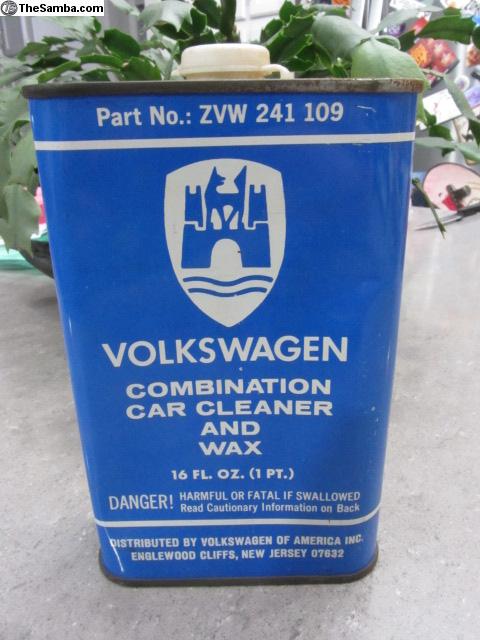 © TheSamba.com
Part No.: ZVW 241 109
VOLKSWAGEN
COMBINATION
CAR CLEANER
AND
WAX
16 FL. OZ. (1 PT.)
DANGER! HARMFUL OR FATAL IF SWALLOWED
Read Cautionary Information on Back
DISTRIBUTED BY VOLKSWAGEN OF AMERICA INC.
ENGLEWOOD CLIFFS, NEW JERSEY 07632